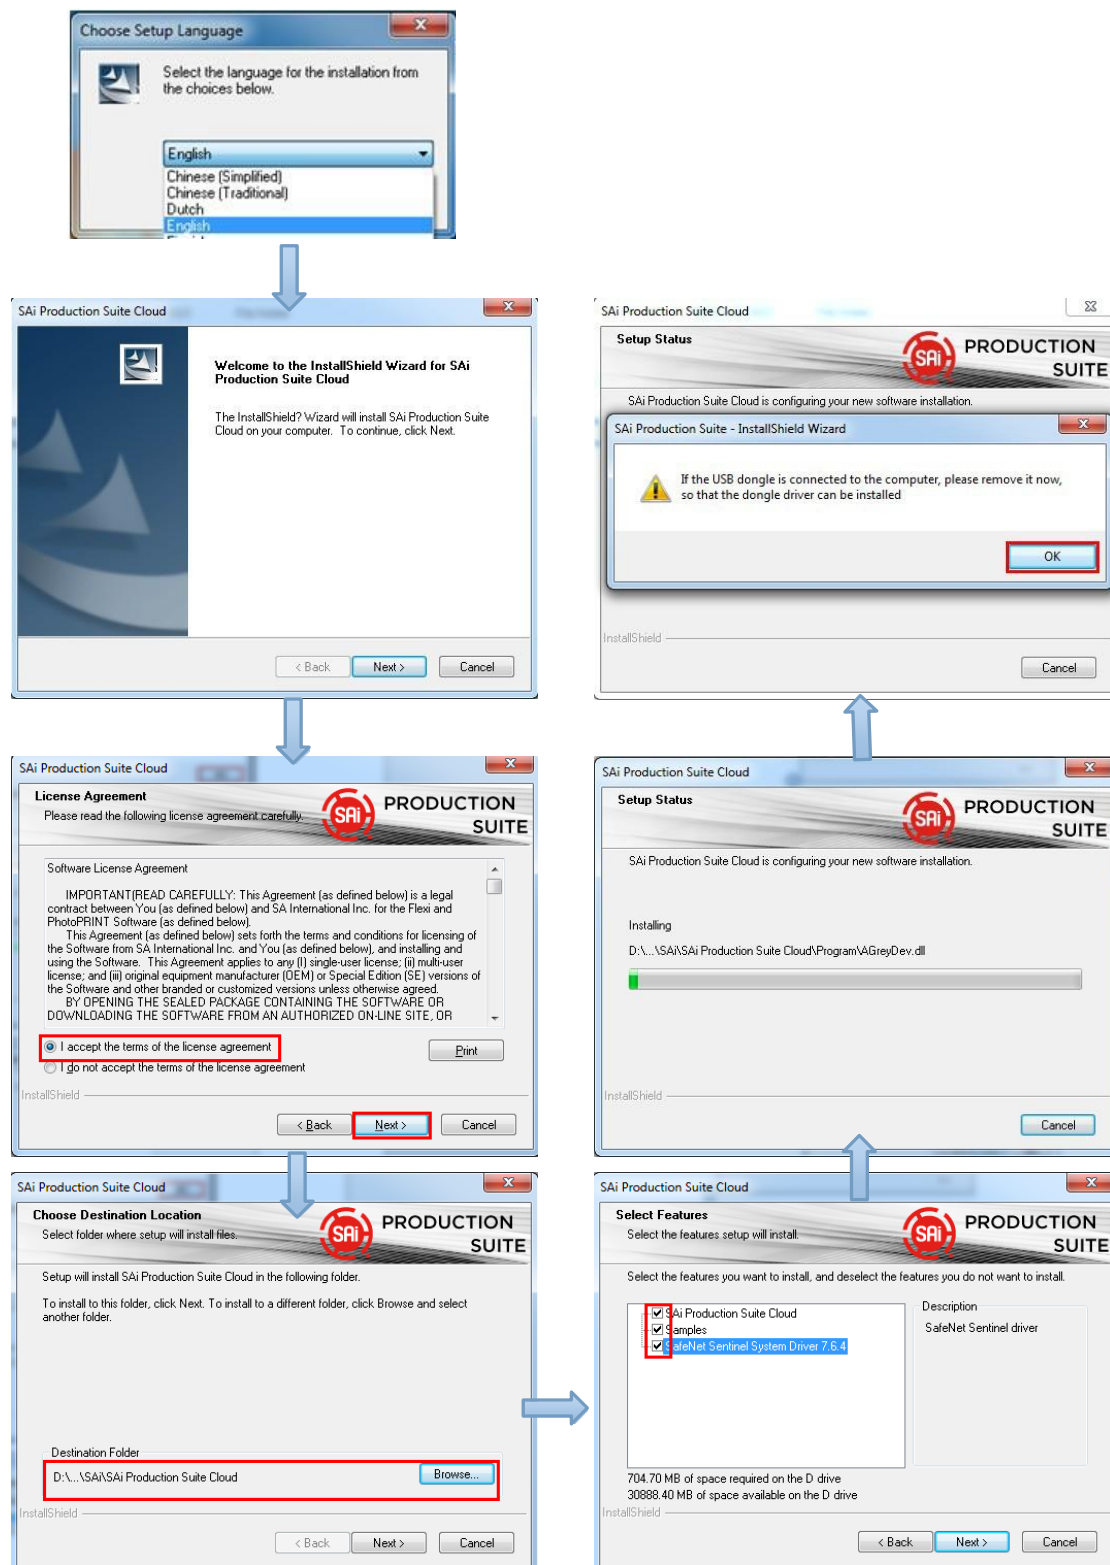 Choose Setup Language
Select the language for the installation from
the choices below.
English
Chinese (Simplified)
Chinese (Traditional)
Dutch
English
SAi Production Suite Cloud
Welcome to the InstallShield Wizard for SAi
Production Suite Cloud
The InstallShield? Wizard will install SAi Production Suite
Cloud on your computer. To continue, click Next.
< Back
Next >
Cancel
SAi Production Suite Cloud
License Agreement
Please read the following license agreement carefully.
SAi
PRODUCTION
SUITE
Software License Agreement
IMPORTANT(READ CAREFULLY: This Agreement (as defined below) is a legal
contract between You (as defined below) and SA International Inc. for the Flexi and
PhotoPRINT Software (as defined below).
This Agreement (as defined below) sets forth the terms and conditions for licensing of
the Software from SA International Inc. and You (as defined below), and installing and
using the Software. This Agreement applies to any (I) single-user license; (ii) multi-user
license; and (iii) original equipment manufacturer (OEM) or Special Edition (SE) versions of
the Software and other branded or customized versions unless otherwise agreed.
BY OPENING THE SEALED PACKAGE CONTAINING THE SOFTWARE OR
DOWNLOADING THE SOFTWARE FROM AN AUTHORIZED ON-LINE SITE, OR
I accept the terms of the license agreement
Print
I do not accept the terms of the license agreement
InstallShield
< Back
Next >
Cancel
SAi Production Suite Cloud
Choose Destination Location
Select folder where setup will install files.
SAi
PRODUCTION
SUITE
Setup will install SAi Production Suite Cloud in the following folder.
To install to this folder, click Next. To install to a different folder, click Browse and select
another folder.
Destination Folder
D:\...\SAi\SAi Production Suite Cloud
Browse...
InstallShield
< Back
Next >
Cancel
SAi Production Suite Cloud
Select Features
Select the features setup will install.
SAi
PRODUCTION
SUITE
Select the features you want to install, and deselect the features you do not want to install.
SAi Production Suite Cloud
Samples
SafeNet Sentinel System Driver 7.6.4
Description
SafeNet Sentinel driver
704.70 MB of space required on the D drive
30888.40 MB of space available on the D drive
InstallShield
< Back
Next >
Cancel
SAi Production Suite Cloud
Setup Status
SAi
PRODUCTION
SUITE
SAi Production Suite Cloud is configuring your new software installation.
Installing
D:\...\SAi\SAi Production Suite Cloud\Program\AGreyDev.dll
InstallShield
Cancel
SAi Production Suite Cloud
Setup Status
SAi
PRODUCTION
SUITE
SAi Production Suite Cloud is configuring your new software installation.
SAi Production Suite - InstallShield Wizard
If the USB dongle is connected to the computer, please remove it now,
so that the dongle driver can be installed
OK
InstallShield
Cancel